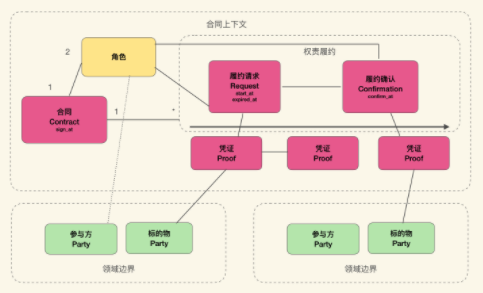 合同上下文
2
角色
权责履约
履约请求
Request
start_at
expired_at
履约确认
Confirmation
confirm_at
1
合同
Contract
sign_at
1
*
凭证
Proof
凭证
Proof
凭证
Proof
参与方
Party
标的物
Party
领域边界
参与方
Party
标的物
Party
领域边界